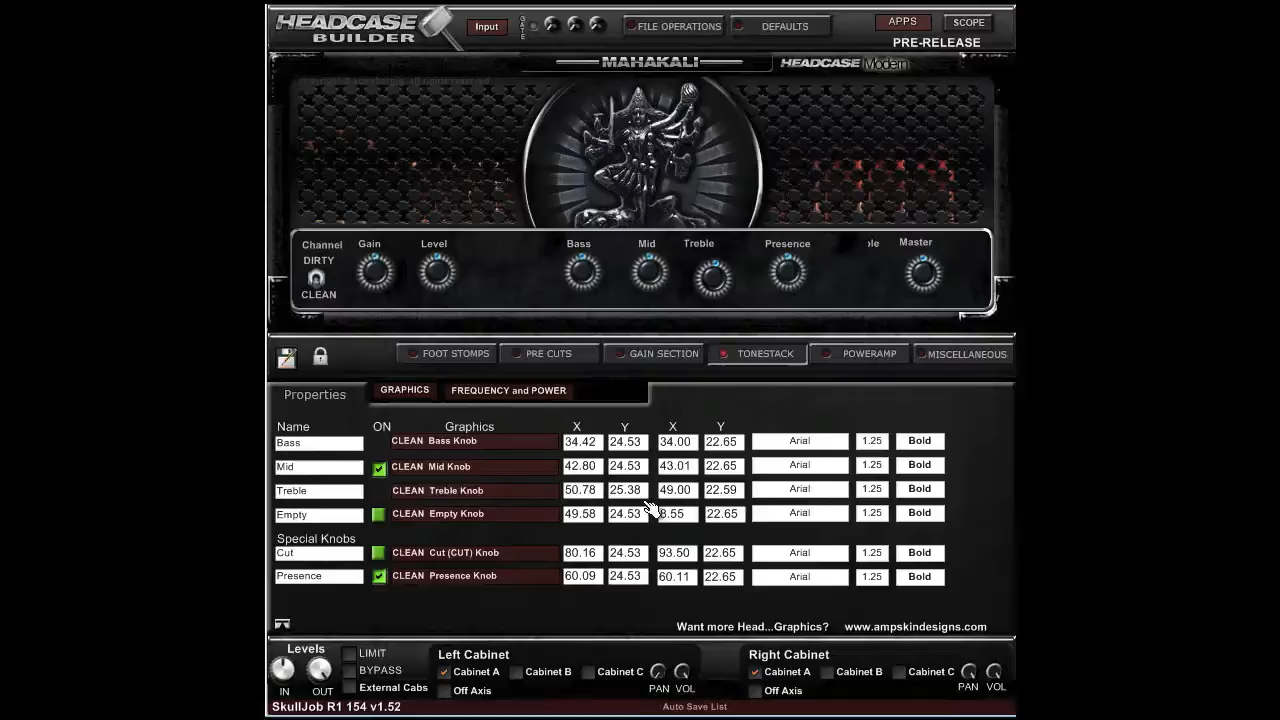 HEADCASE
BUILDER
Input
GATE
FILE OPERATIONS
DEFAULTS
APPS
SCOPE
PRE-RELEASE
MAHAKALI
HEADCASE Modern
Channel
DIRTY
CLEAN
Gain
Level
Bass
Mid
Treble
Presence
ole
Master
FOOT STOMPS
PRE CUTS
GAIN SECTION
TONESTACK
POWERAMP
MISCELLANEOUS
Properties
GRAPHICS
FREQUENCY and POWER
Name ON Graphics X Y X Y
Bass CLEAN Bass Knob 34.42 24.53 34.00 22.65 Arial 1.25 Bold
Mid CLEAN Mid Knob 42.80 24.53 43.01 22.65 Arial 1.25 Bold
Treble CLEAN Treble Knob 50.78 25.38 49.00 22.59 Arial 1.25 Bold
Empty CLEAN Empty Knob 49.58 24.53 8.55 22.65 Arial 1.25 Bold
Special Knobs
Cut CLEAN Cut (CUT) Knob 80.16 24.53 93.50 22.65 Arial 1.25 Bold
Presence CLEAN Presence Knob 60.09 24.53 60.11 22.65 Arial 1.25 Bold
Want more Head...Graphics? www.ampskindesigns.com
Levels
IN
OUT
LIMIT
BYPASS
External Cabs
Left Cabinet
Cabinet A
Cabinet B
Cabinet C
Off Axis
PAN
VOL
Right Cabinet
Cabinet A
Cabinet B
Cabinet C
Off Axis
PAN
VOL
SkullJob R1 154 v1.52
Auto Save List